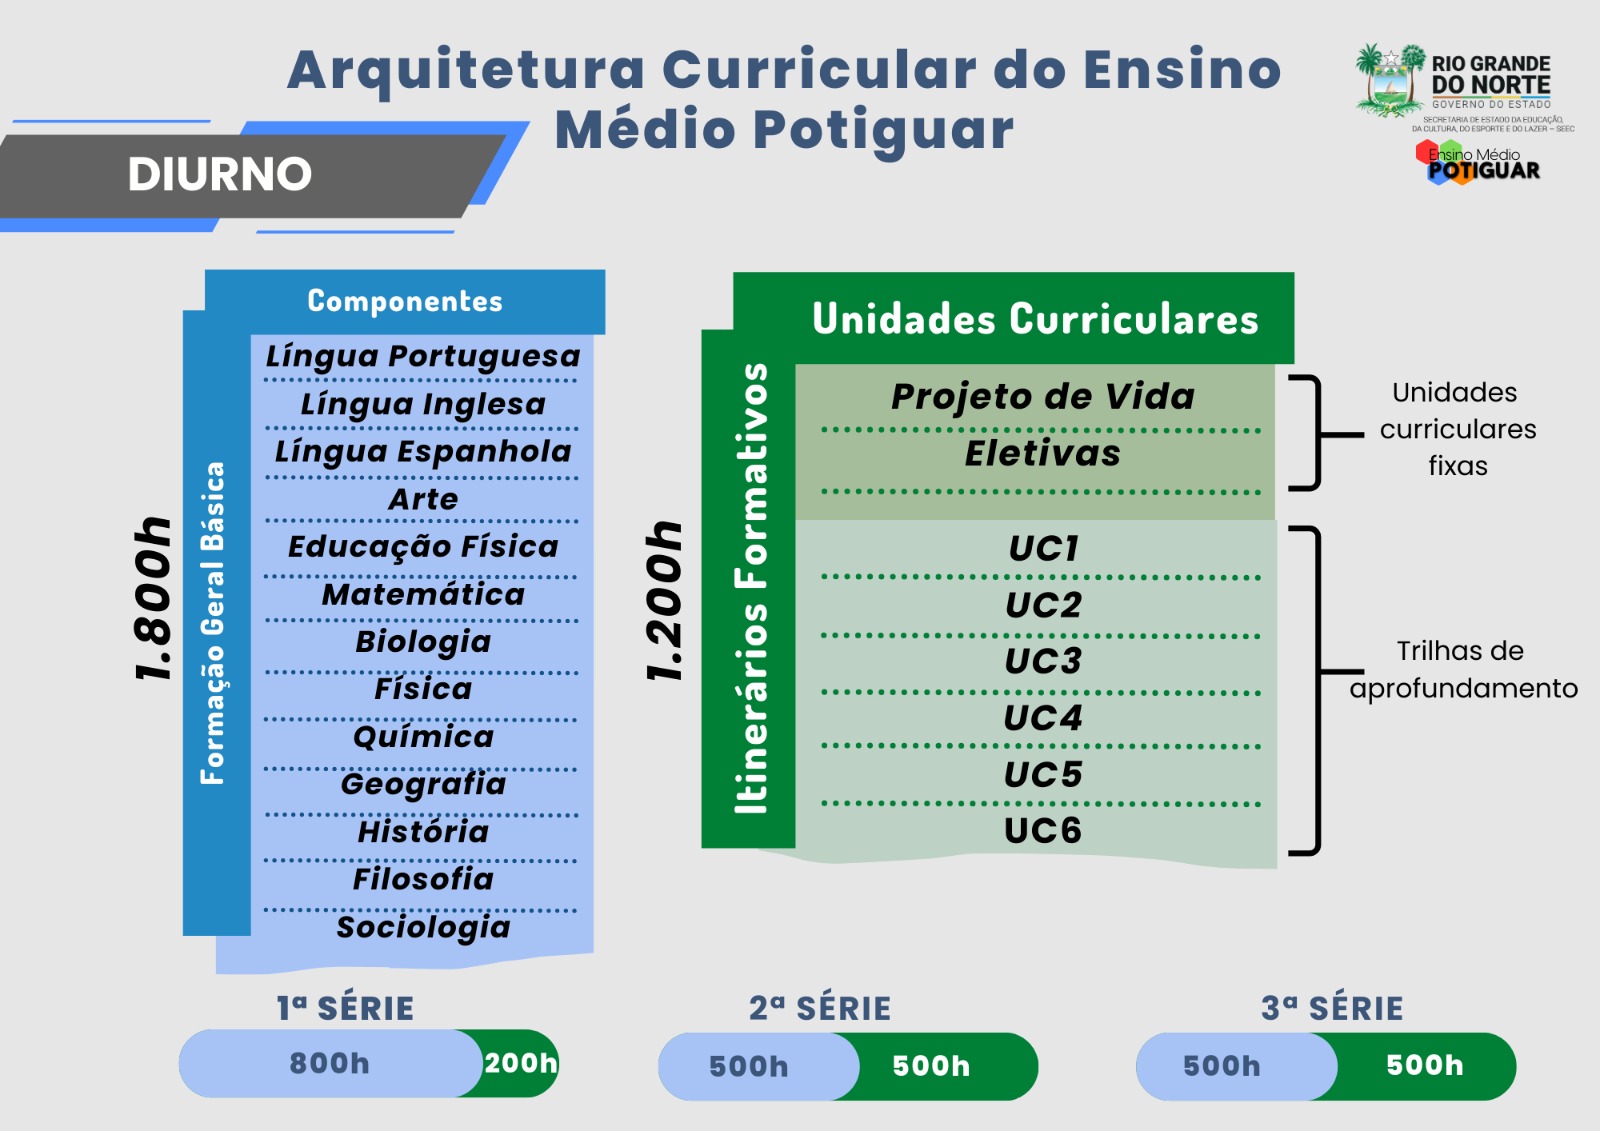 Arquitetura Curricular do Ensino
Médio Potiguar
RIO GRANDE
DO NORTE
GOVERNO DO ESTADO
SECRETARIA DE ESTADO DA EDUCAÇÃO,
DA CULTURA, DO ESPORTE E DO LAZER – SEEC
Ensino Médio
POTIGUAR
DIURNO
1.800h
Formação Geral Básica
Componentes
Língua Portuguesa
Língua Inglesa
Língua Espanhola
Arte
Educação Física
Matemática
Biologia
Física
Química
Geografia
História
Filosofia
Sociologia
1.200h
Itinerários Formativos
Unidades Curriculares
Projeto de Vida
Eletivas
Unidades
curriculares
fixas
UC1
UC2
UC3
UC4
UC5
UC6
Trilhas de
aprofundamento
1ª SÉRIE
800h
200h
2ª SÉRIE
500h
500h
3ª SÉRIE
500h
500h